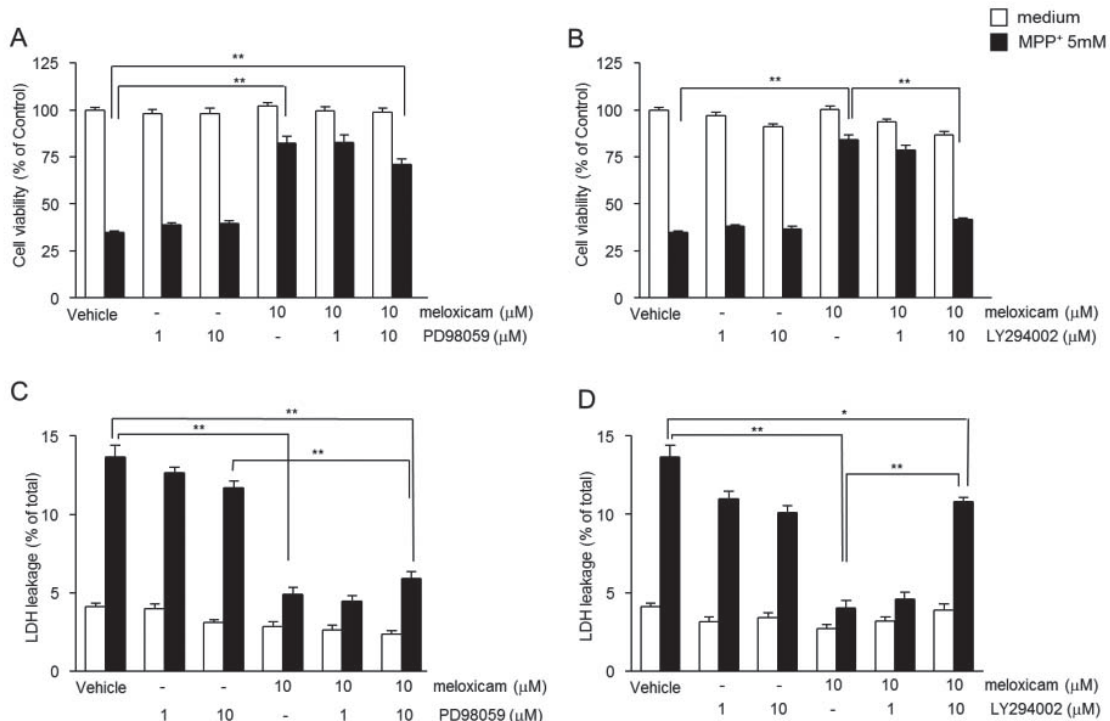 A
B
medium
MPP+ 5mM
Cell viability (% of Control)
125
100
75
50
25
0
**
**
Vehicle - - 10 10 10 meloxicam (μM)
1 10 - 1 10 PD98059 (μM)
Cell viability (% of Control)
125
100
75
50
25
0
**
**
Vehicle - - 10 10 10 meloxicam (μM)
1 10 - 1 10 LY294002 (μM)
C
D
LDH leakage (% of total)
15
10
5
0
**
**
**
Vehicle - - 10 10 10 meloxicam (μM)
1 10 - 1 10 PD98059 (μM)
LDH leakage (% of total)
15
10
5
0
*
**
**
Vehicle - - 10 10 10 meloxicam (μM)
1 10 - 1 10 LY294002 (μM)